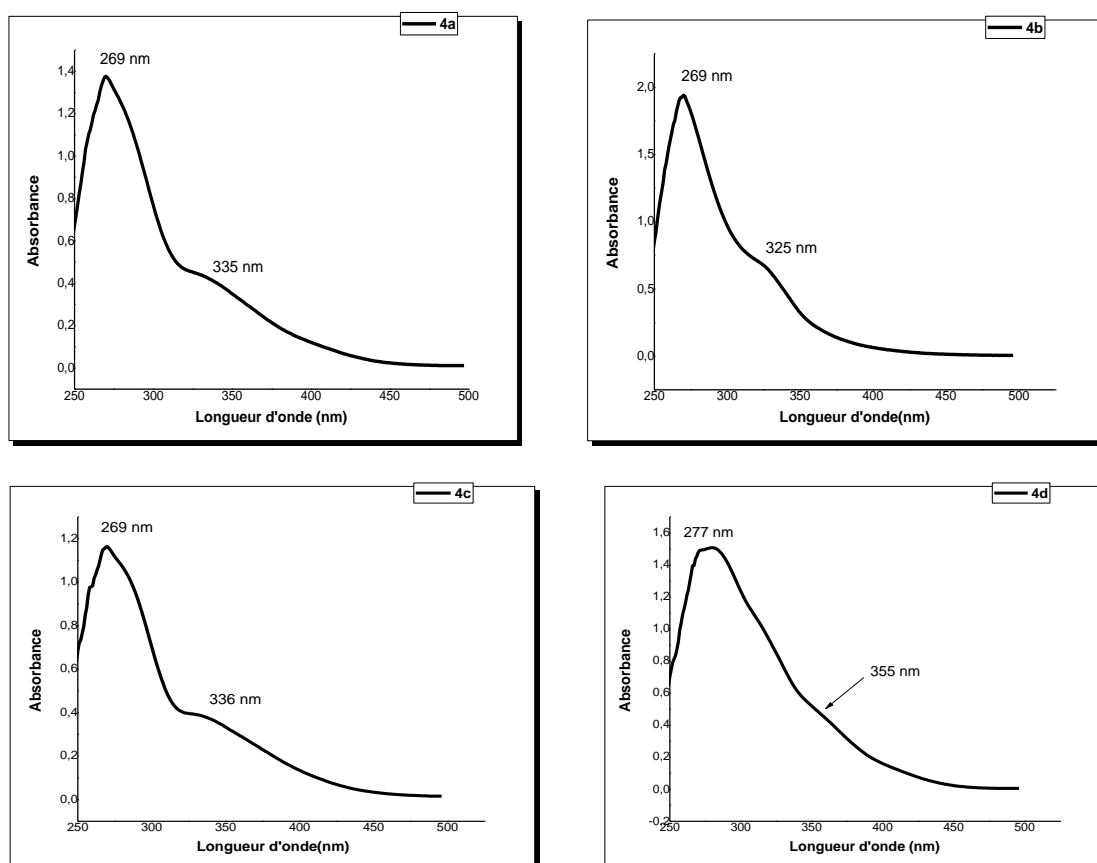 4a
269 nm
335 nm
1,4
1,2
1,0
0,8
0,6
0,4
0,2
0,0
Absorbance
250 300 350 400 450 500
Longueur d'onde (nm)
4b
269 nm
325 nm
2,0
1,5
1,0
0,5
0,0
Absorbance
250 300 350 400 450 500
Longueur d'onde(nm)
4c
269 nm
336 nm
1,2
1,0
0,8
0,6
0,4
0,2
0,0
Absorbance
250 300 350 400 450 500
Longueur d'onde(nm)
4d
277 nm
355 nm
1,6
1,4
1,2
1,0
0,8
0,6
0,4
0,2
0,0
-0,2
Absorbance
250 300 350 400 450 500
Longueur d'onde (nm)